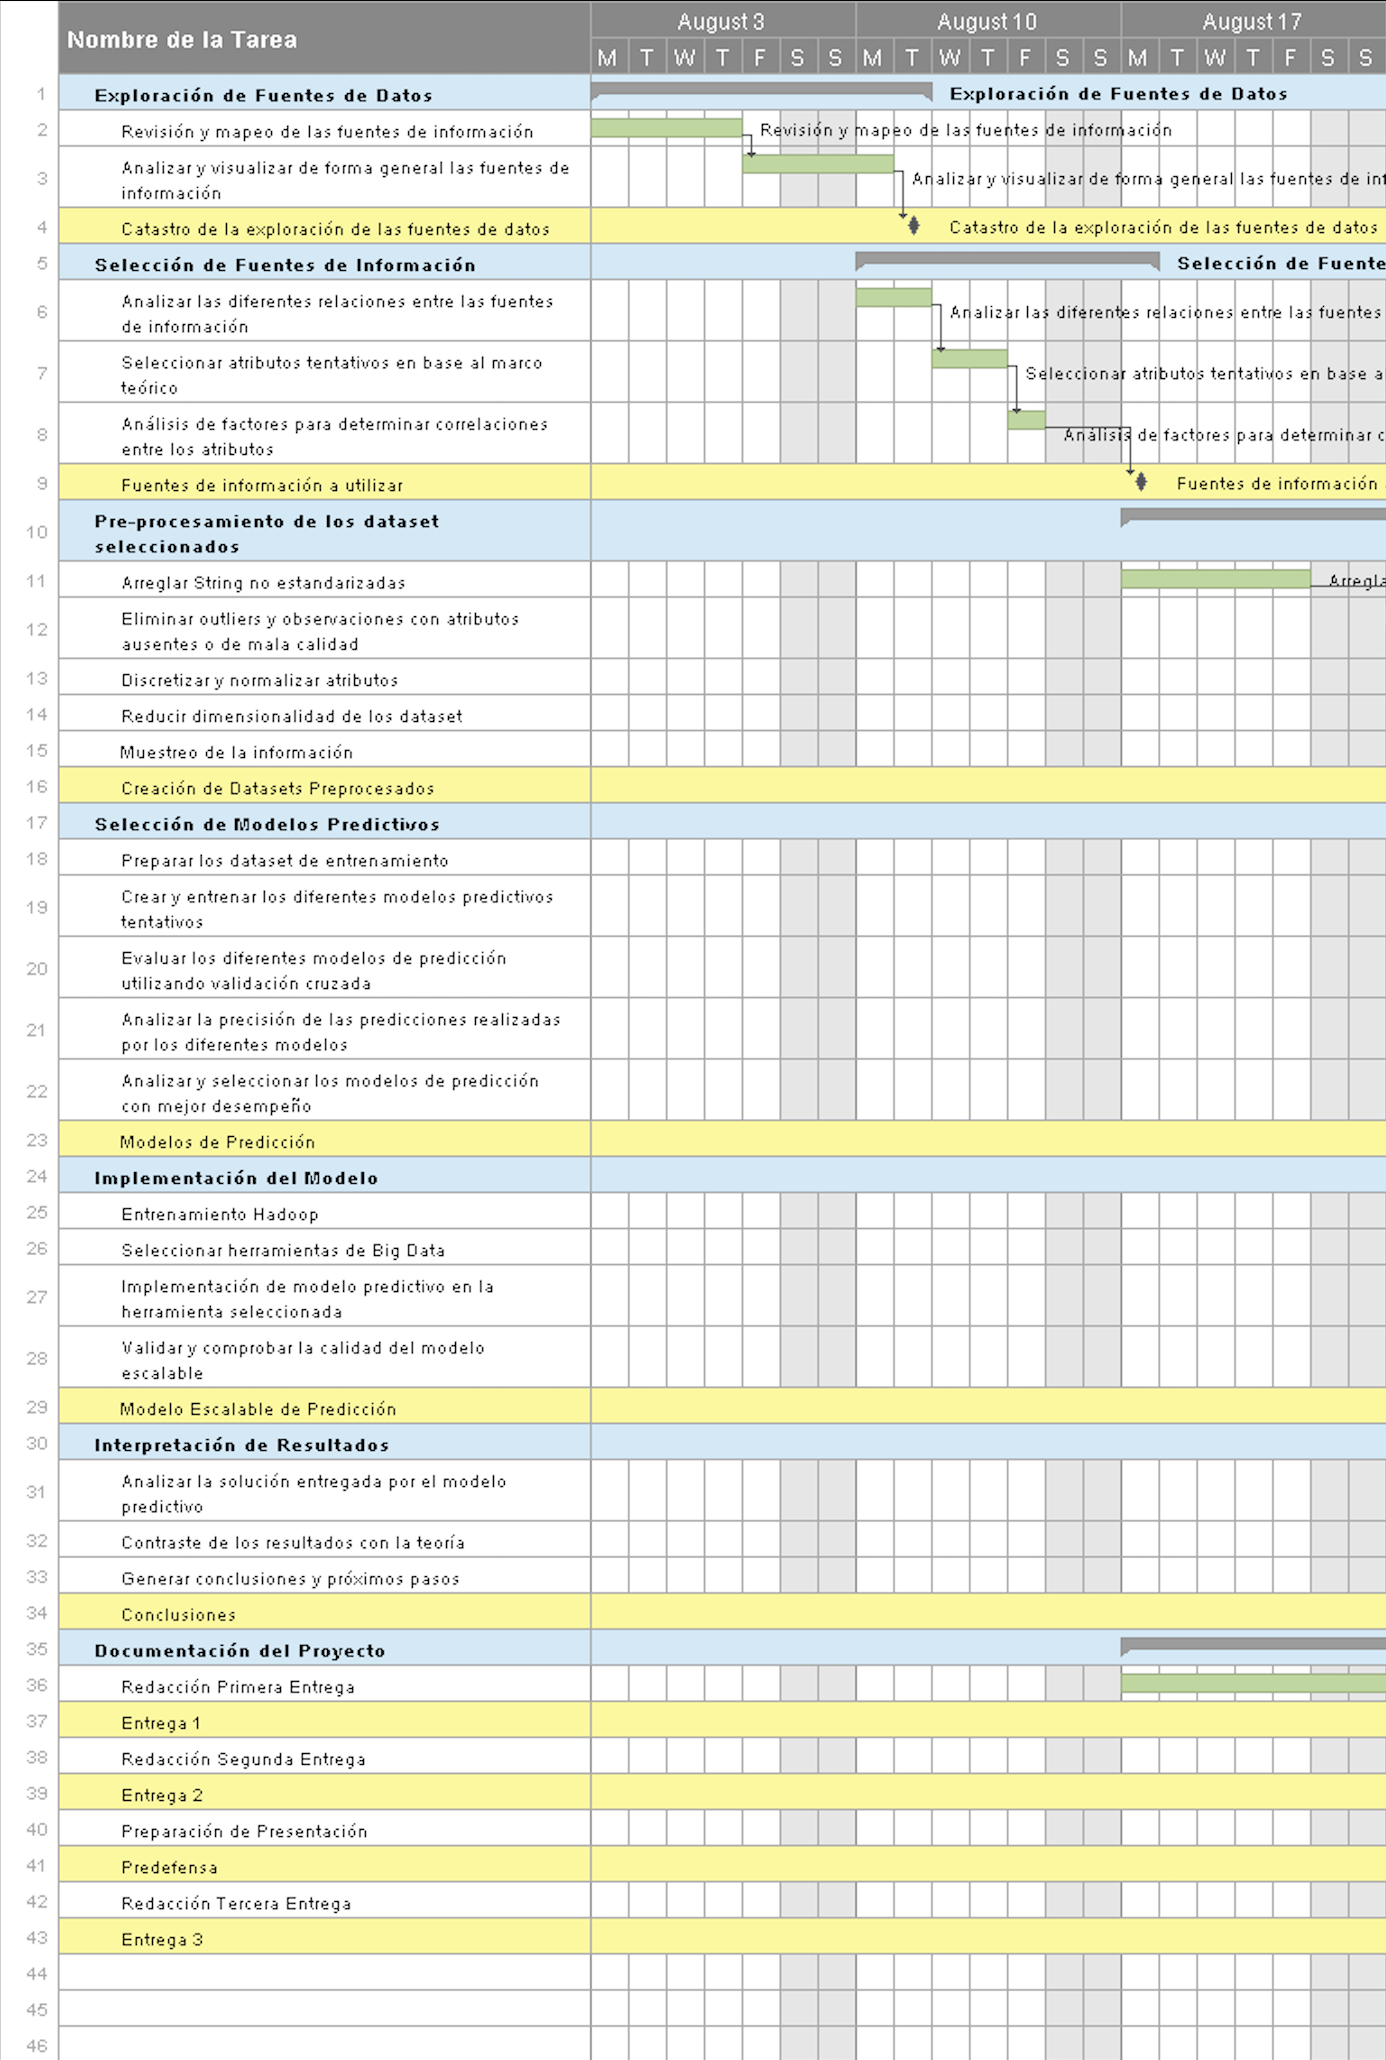 Nombre de la Tarea
August 3 August 10 August 17
M T W T F S S M T W T F S S M T W T F S S
1 Exploración de Fuentes de Datos Exploración de Fuentes de Datos
2 Revisión y mapeo de las fuentes de información Revisión y mapeo de las fuentes de información
3 Analizar y visualizar de forma general las fuentes de
información
Analizar y visualizar de forma general las fuentes de inf
4 Catastro de la exploración de las fuentes de datos Catastro de la exploración de las fuentes de datos
5 Selección de Fuentes de Información Selección de Fuente
6 Analizar las diferentes relaciones entre las fuentes
de información
Analizar las diferentes relaciones entre las fuentes
7 Seleccionar atributos tentativos en base al marco
teórico
Seleccionar atributos tentativos en base a
8 Análisis de factores para determinar correlaciones
entre los atributos
Análisis de factores para determinar c
9 Fuentes de información a utilizar Fuentes de información
10 Pre-procesamiento de los dataset
seleccionados
11 Arreglar String no estandarizadas Arregla
12 Eliminar outliers y observaciones con atributos
ausentes o de mala calidad
13 Discretizar y normalizar atributos
14 Reducir dimensionalidad de los dataset
15 Muestreo de la información
16 Creación de Datasets Preprocesados
17 Selección de Modelos Predictivos
18 Preparar los dataset de entrenamiento
19 Crear y entrenar los diferentes modelos predictivos
tentativos
20 Evaluar los diferentes modelos de predicción
utilizando validación cruzada
21 Analizar la precisión de las predicciones realizadas
por los diferentes modelos
22 Analizar y seleccionar los modelos de predicción
con mejor desempeño
23 Modelos de Predicción
24 Implementación del Modelo
25 Entrenamiento Hadoop
26 Seleccionar herramientas de Big Data
27 Implementación de modelo predictivo en la
herramienta seleccionada
28 Validar y comprobar la calidad del modelo
escalable
29 Modelo Escalable de Predicción
30 Interpretación de Resultados
31 Analizar la solución entregada por el modelo
predictivo
32 Contraste de los resultados con la teoría
33 Generar conclusiones y próximos pasos
34 Conclusiones
35 Documentación del Proyecto
36 Redacción Primera Entrega
37 Entrega 1
38 Redacción Segunda Entrega
39 Entrega 2
40 Preparación de Presentación
41 Predefensa
42 Redacción Tercera Entrega
43 Entrega 3
44
45
46